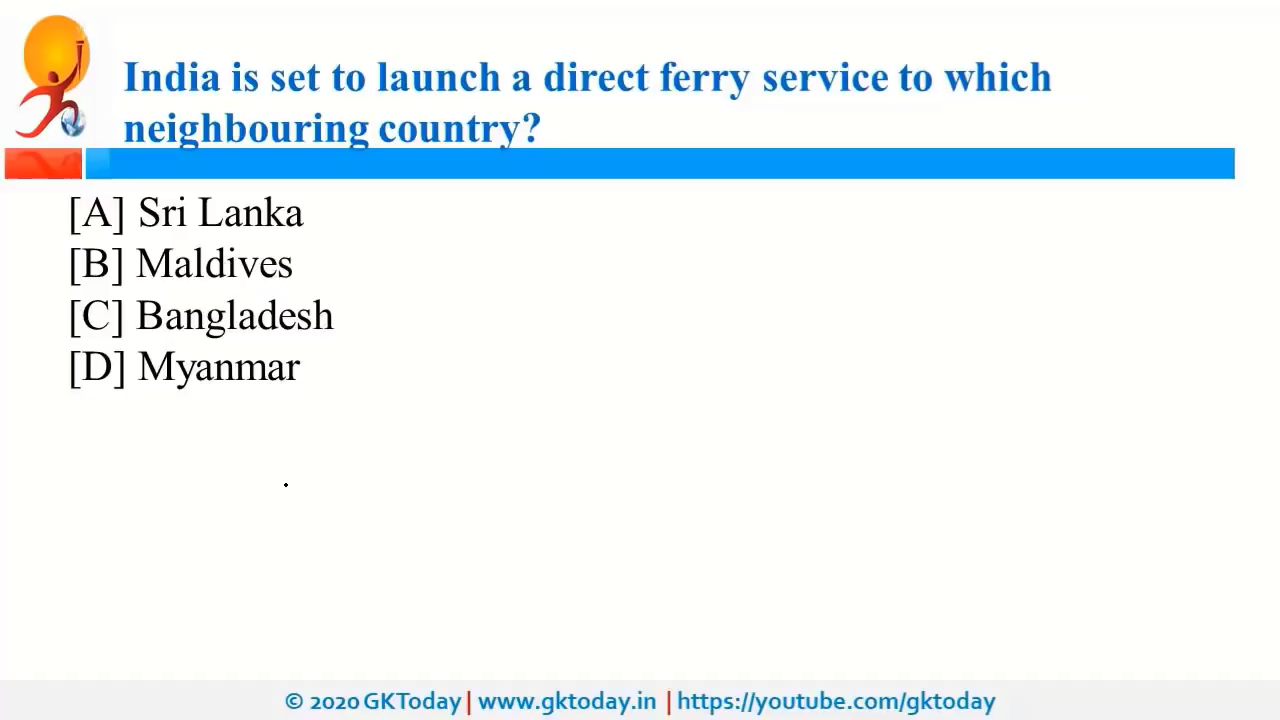 India is set to launch a direct ferry service to which
neighbouring country?
[A] Sri Lanka
[B] Maldives
[C] Bangladesh
[D] Myanmar
.
© 2020 GKToday | www.gktoday.in | https://youtube.com/gktoday